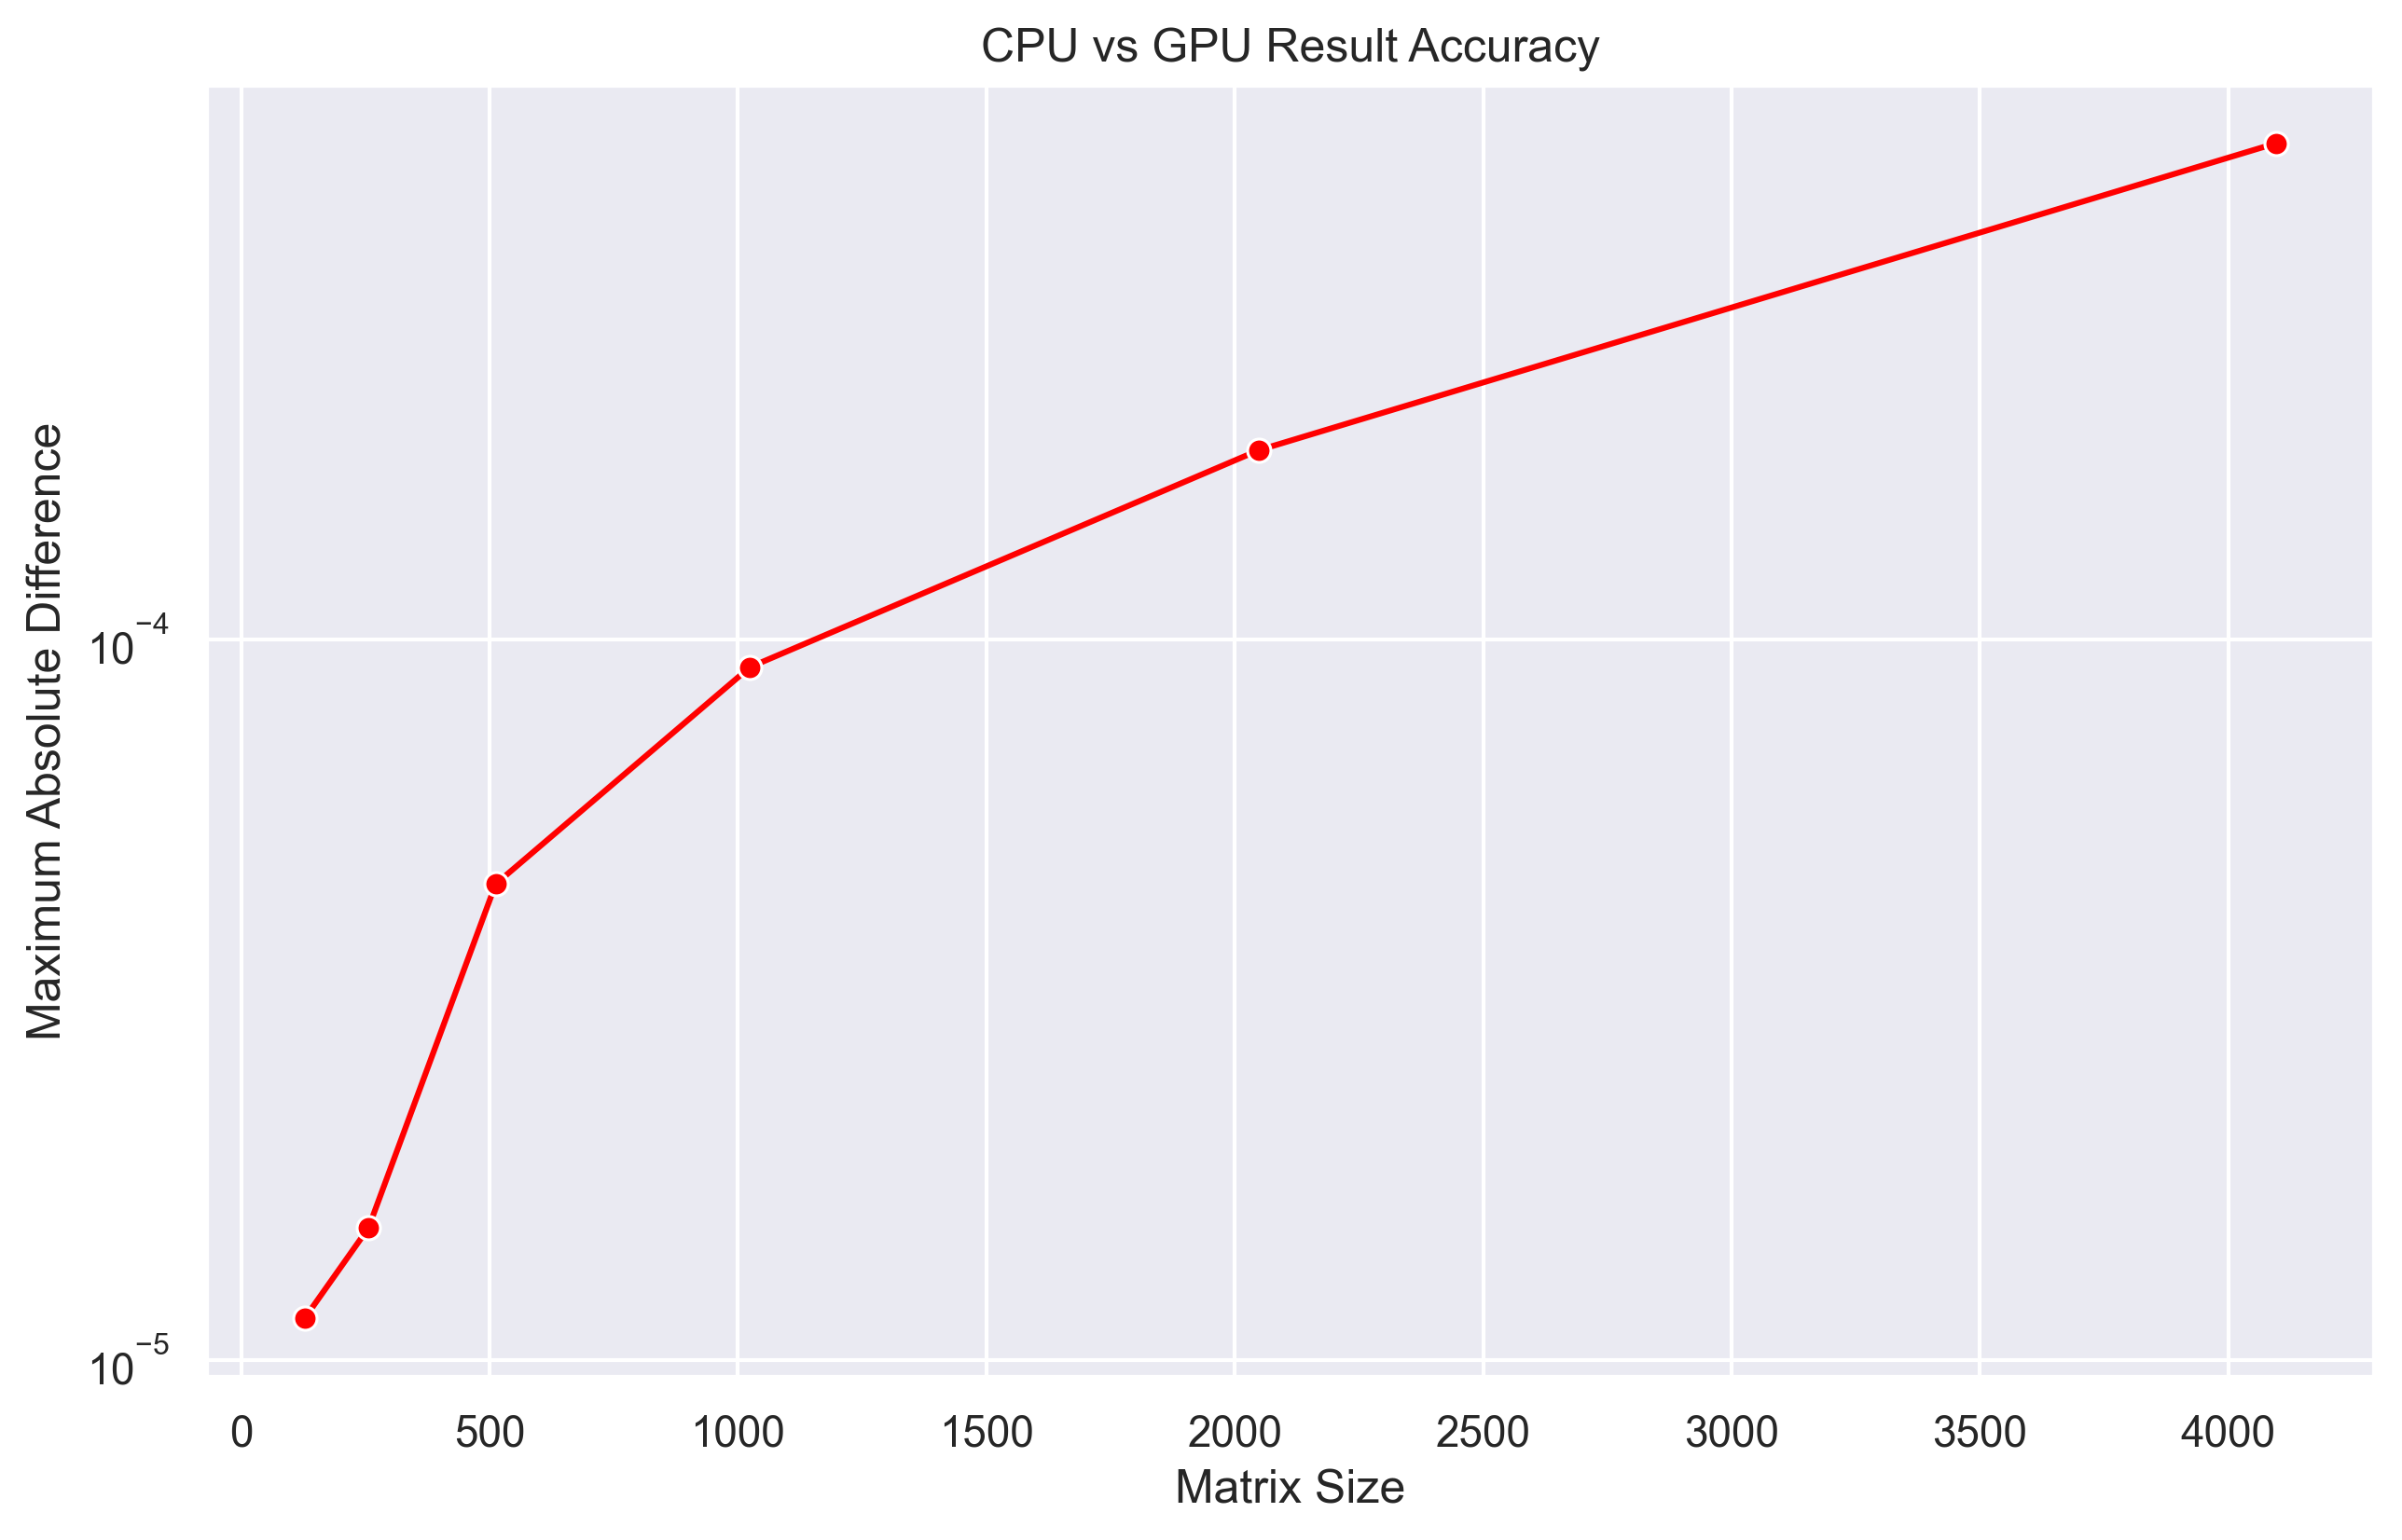 CPU vs GPU Result Accuracy
Maximum Absolute Difference
10⁻⁴
10⁻⁵
0 500 1000 1500 2000 2500 3000 3500 4000
Matrix Size